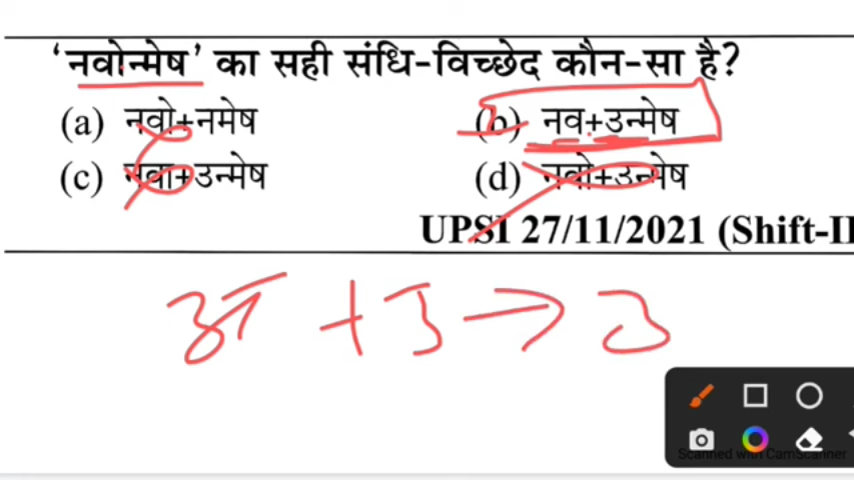 'नवोन्मेष' का सही संधि-विच्छेद कौन-सा है?
(a) नवो+नमेष (b) नव+उन्मेष
(c) नवा+उन्मेष (d) नवो+उन्मेष
UPSI 27/11/2021 (Shift-II
अ + उ → उ
Scanned with CamScanner